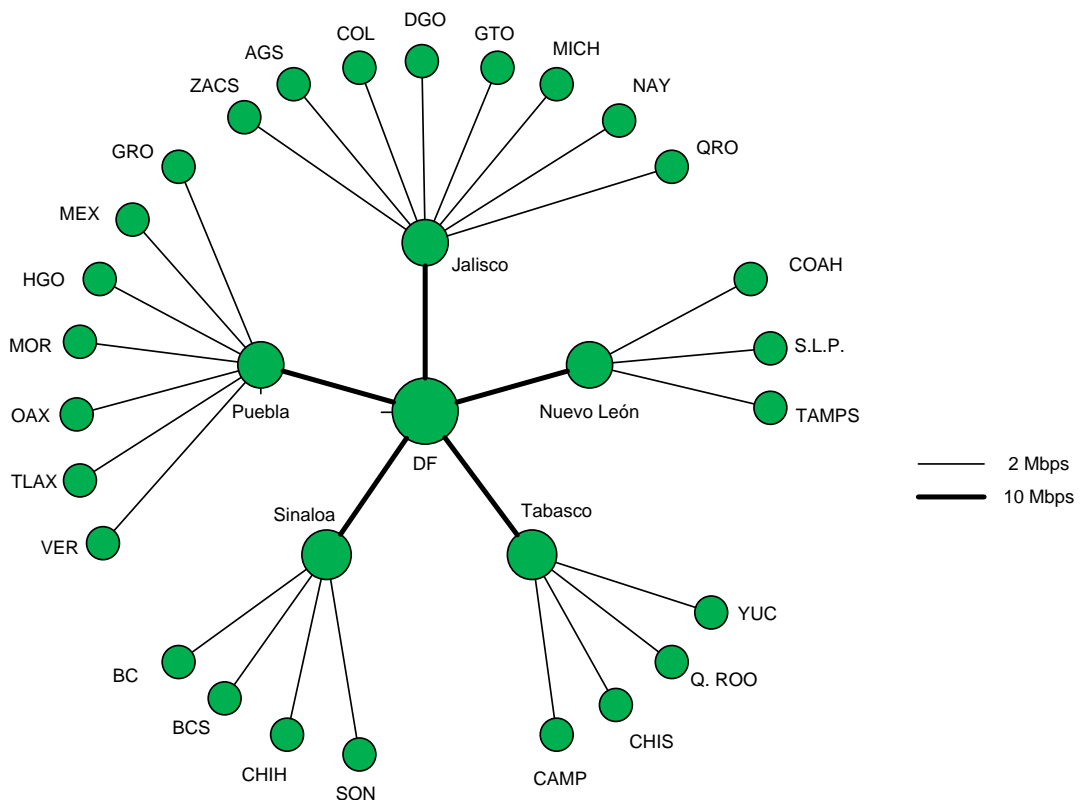 DGO
COL
GTO
MICH
AGS
NAY
ZACS
QRO
GRO
MEX
Jalisco
COAH
HGO
MOR
S.L.P.
OAX
Puebla
Nuevo León
TAMPS
DF
2 Mbps
TLAX
10 Mbps
Sinaloa
Tabasco
VER
YUC
BC
Q. ROO
BCS
CHIS
CHIH
CAMP
SON